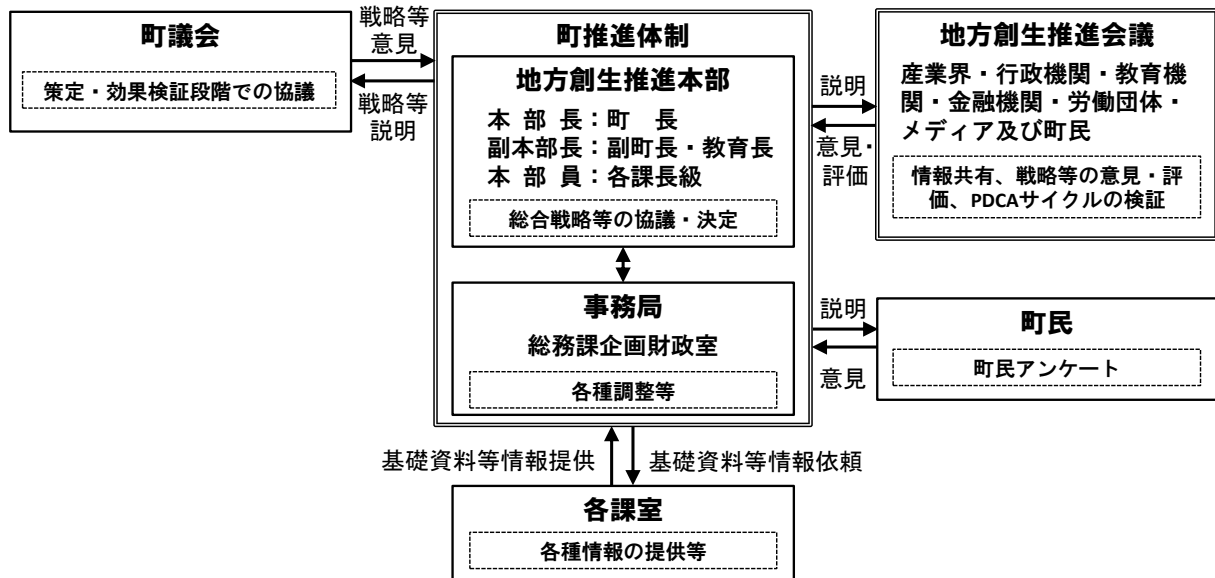 町議会
策定・効果検証段階での協議
戦略等
意見
戦略等
説明
町推進体制
地方創生推進本部
本 部 長：町　長
副本部長：副町長・教育長
本 部 員：各課長級
総合戦略等の協議・決定
事務局
総務課企画財政室
各種調整等
説明
意見・
評価
地方創生推進会議
産業界・行政機関・教育機
関・金融機関・労働団体・
メディア及び町民
情報共有、戦略等の意見・評
価、PDCAサイクルの検証
説明
意見
町民
町民アンケート
基礎資料等情報提供
基礎資料等情報依頼
各課室
各種情報の提供等